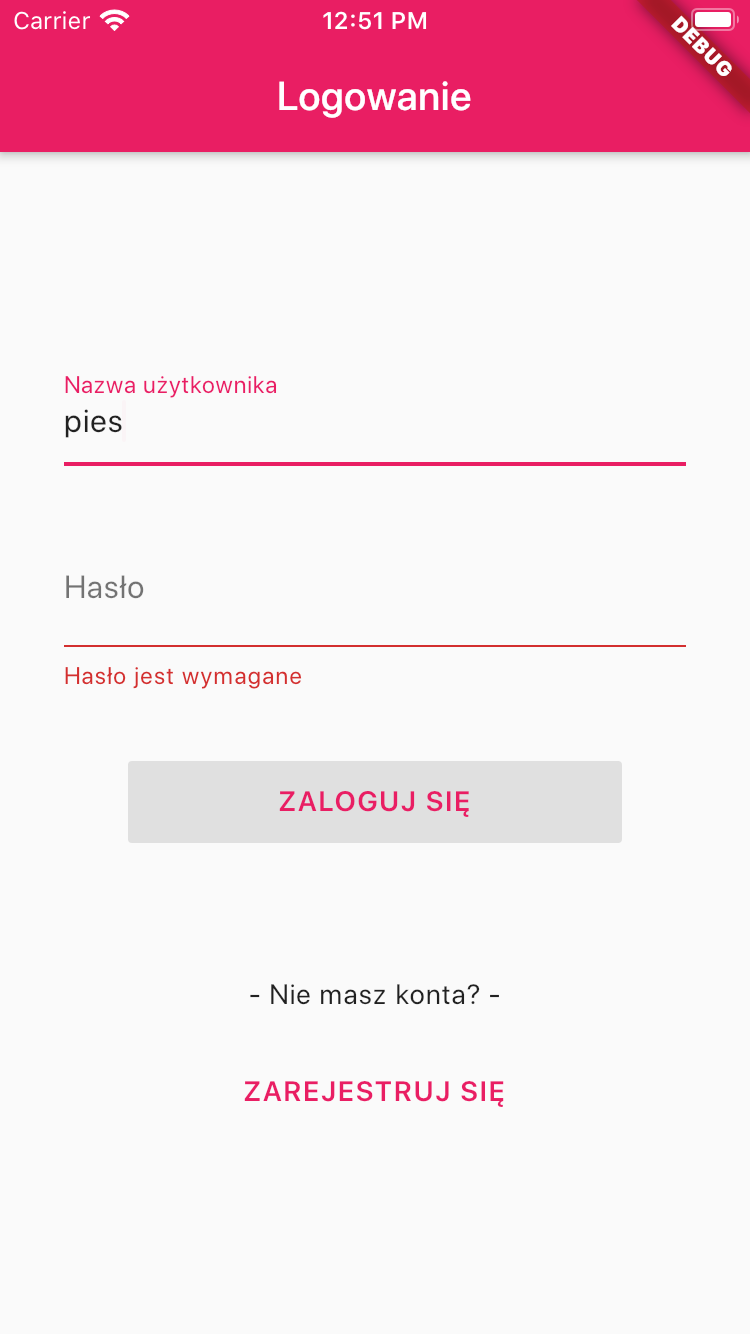 Carrier 12:51 PM
DEBUG
Logowanie
Nazwa użytkownika
pies
Hasło
Hasło jest wymagane
ZALOGUJ SIĘ
- Nie masz konta? -
ZAREJESTRUJ SIĘ